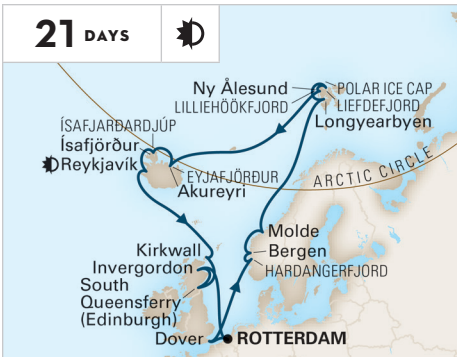 21 DAYS
Ny Ålesund
POLAR ICE CAP
LILLIEHÖÖKFJORD
LIEFDEFJORD
Longyearbyen
ÍSAFJARÐARDJÚP
Ísafjörður
Reykjavík
EYJAFJÖRÐUR
Akureyri
ARCTIC CIRCLE
Molde
Bergen
HARDANGERFJORD
Kirkwall
Invergordon
South
Queensferry
(Edinburgh)
Dover
ROTTERDAM